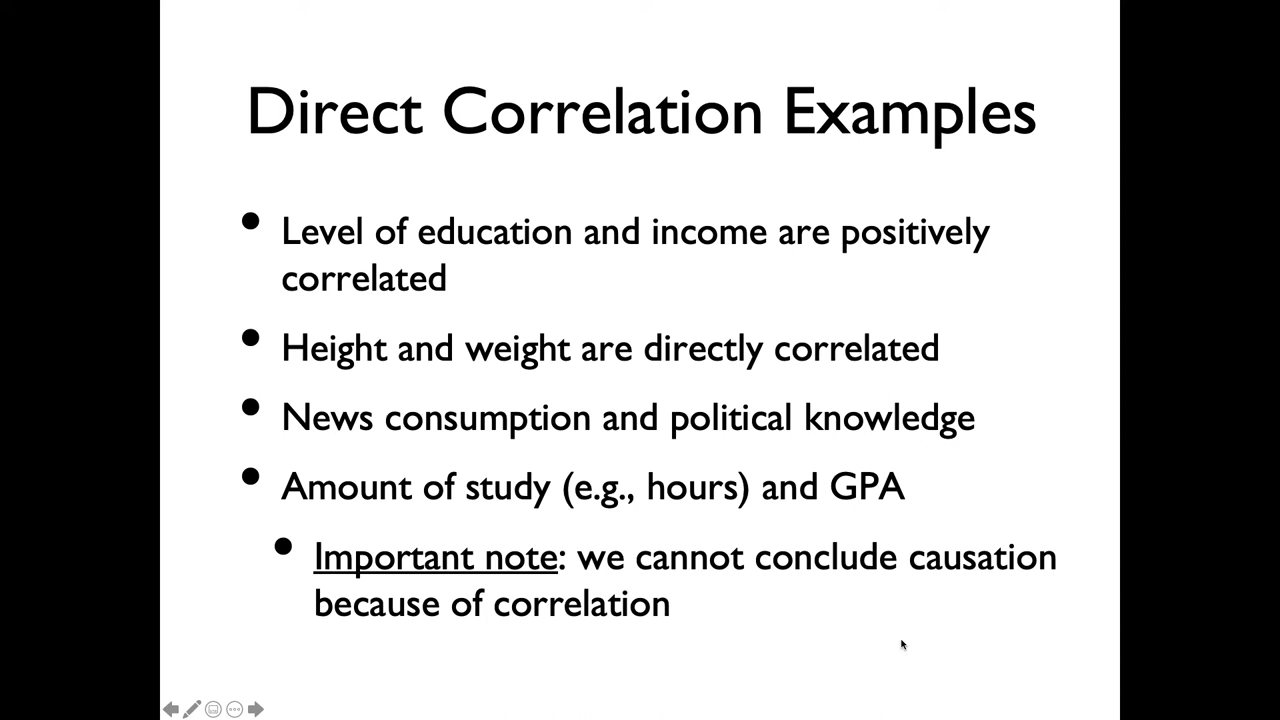 Direct Correlation Examples
• Level of education and income are positively
correlated
• Height and weight are directly correlated
• News consumption and political knowledge
• Amount of study (e.g., hours) and GPA
• Important note: we cannot conclude causation
because of correlation